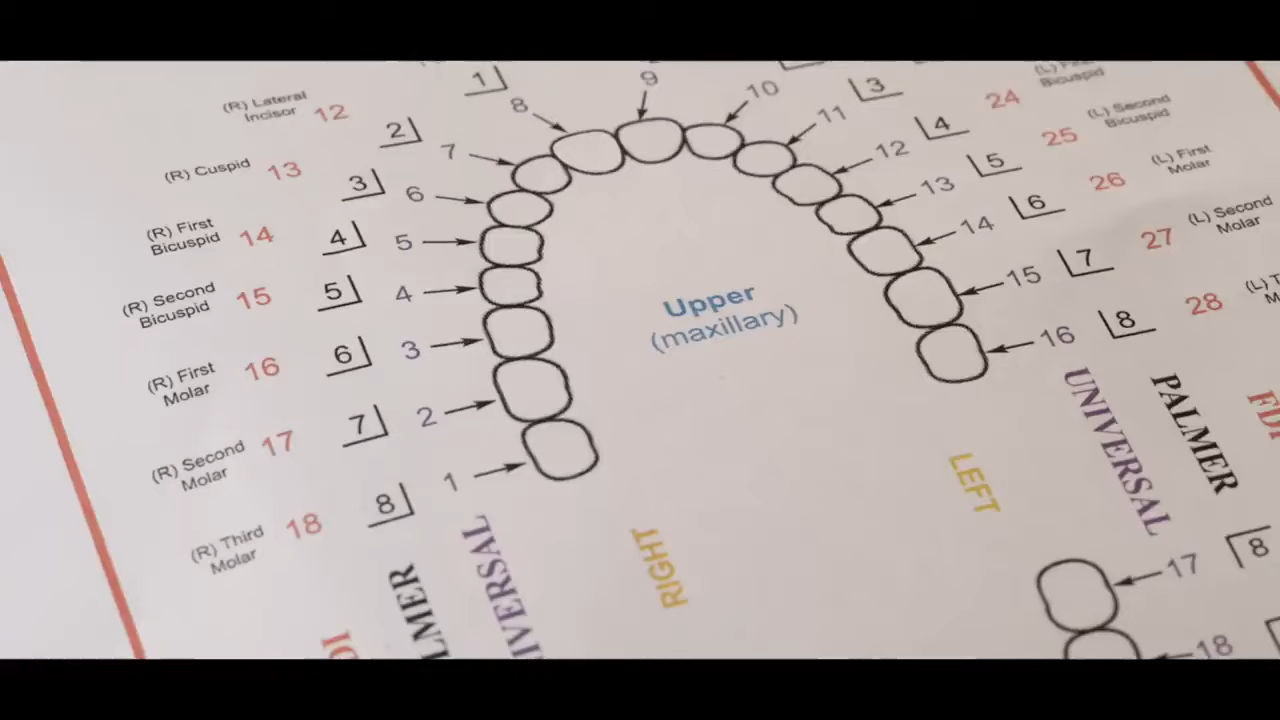 1
9
10
3
(L) First
Bicuspid
8
(R) Lateral
Incisor
12
2
11
4
24
(L) Second
Bicuspid
7
12
5
25
(R) Cuspid
13
3
6
13
6
26
(L) First
Molar
(R) First
Bicuspid
14
4
5
14
7
27
(L) Second
Molar
(R) Second
Bicuspid
15
5
4
Upper
(maxillary)
15
8
28
(R) First
Molar
16
6
3
16
(R) Second
Molar
17
7
2
UNIVERSAL
PALMER
FDI
(R) Third
Molar
18
8
1
LEFT
RIGHT
17
8
18